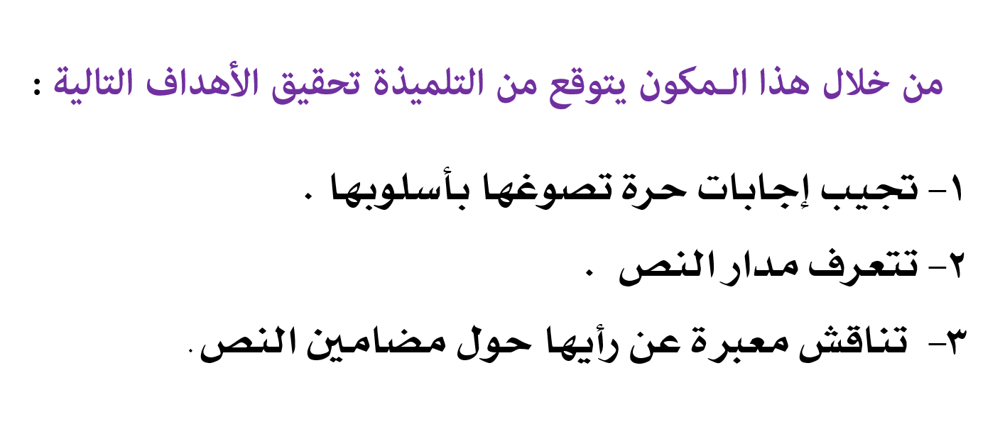 من خلال هذا الـمكون يتوقع من التلميذة تحقيق الأهداف التالية :
١- تجيب إجابات حرة تصوغها بأسلوبها .
٢- تتعرف مدار النص .
٣- تناقش معبرة عن رأيها حول مضامين النص.